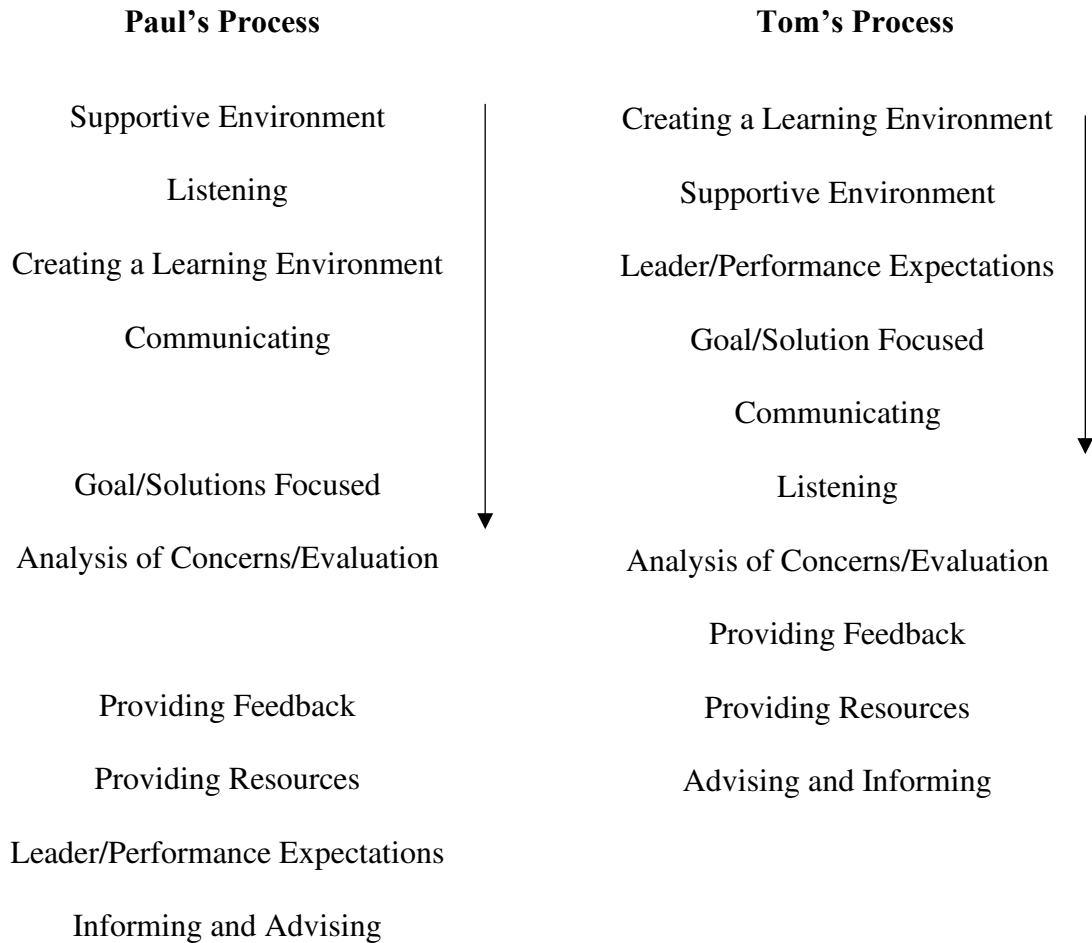 Paul’s Process
Supportive Environment
Listening
Creating a Learning Environment
Communicating
Goal/Solutions Focused
Analysis of Concerns/Evaluation
Providing Feedback
Providing Resources
Leader/Performance Expectations
Informing and Advising
Tom’s Process
Creating a Learning Environment
Supportive Environment
Leader/Performance Expectations
Goal/Solution Focused
Communicating
Listening
Analysis of Concerns/Evaluation
Providing Feedback
Providing Resources
Advising and Informing